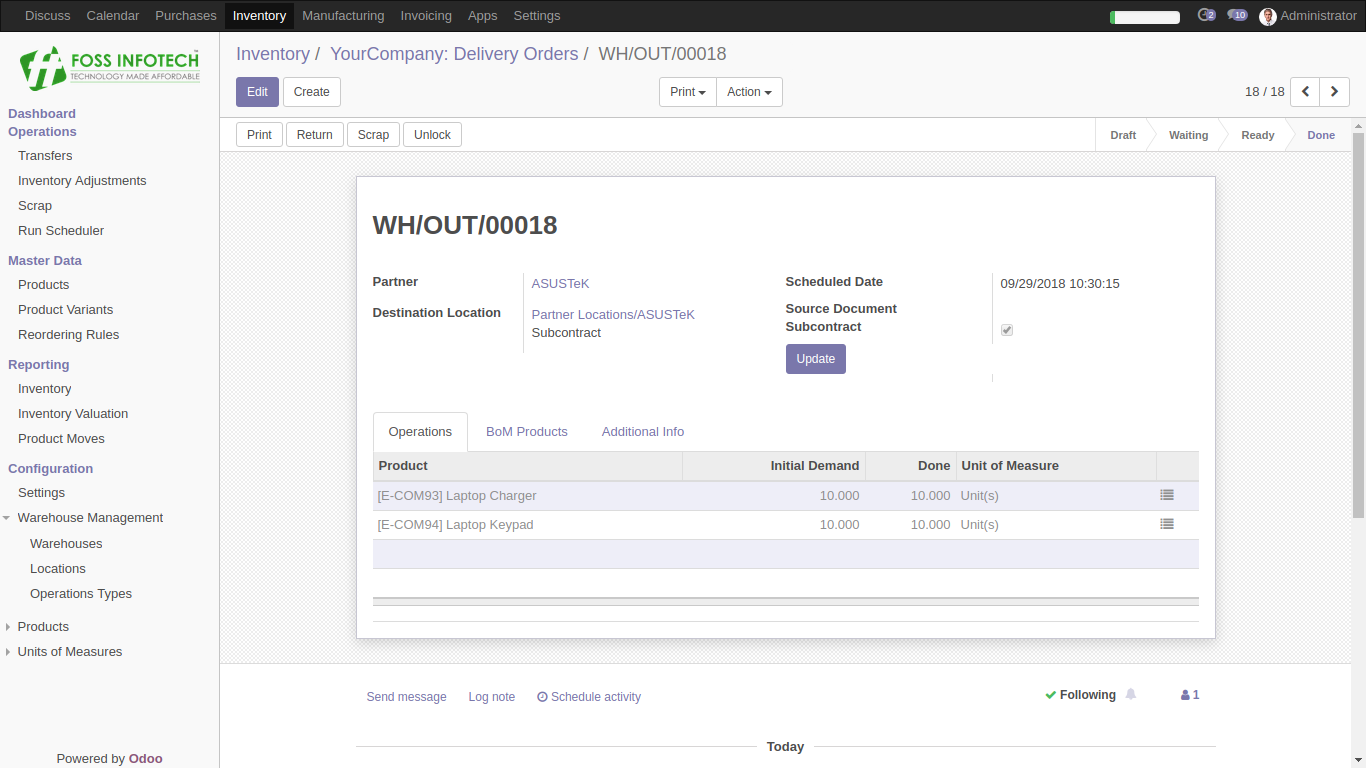 Discuss Calendar Purchases Inventory Manufacturing Invoicing Apps Settings 2 10 Administrator
FOSS INFOTECH
TECHNOLOGY MADE AFFORDABLE
Inventory / YourCompany: Delivery Orders / WH/OUT/00018
Edit Create Print Action 18 / 18
Dashboard
Operations
Transfers
Inventory Adjustments
Scrap
Run Scheduler
Master Data
Products
Product Variants
Reordering Rules
Reporting
Inventory
Inventory Valuation
Product Moves
Configuration
Settings
Warehouse Management
Warehouses
Locations
Operations Types
Products
Units of Measures
Powered by Odoo
Print Return Scrap Unlock Draft Waiting Ready Done
WH/OUT/00018
Partner ASUSTeK
Destination Location Partner Locations/ASUSTeK
Subcontract
Scheduled Date 09/29/2018 10:30:15
Source Document
Subcontract
Update
Operations BoM Products Additional Info
Product Initial Demand Done Unit of Measure
[E-COM93] Laptop Charger 10.000 10.000 Unit(s)
[E-COM94] Laptop Keypad 10.000 10.000 Unit(s)
Send message Log note Schedule activity Following 1
Today